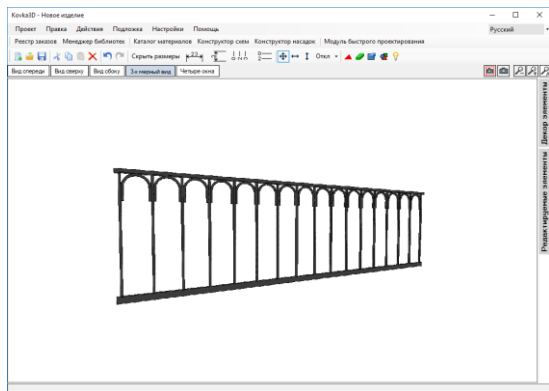 Kovka3D - Новое изделие
Проект Правка Действия Подложка Настройки Помощь Русский
Реестр заказов Менеджер библиотек Каталог материалов Конструктор схем Конструктор насадок Модуль быстрого проектирования
Скрыть размеры Откл
Вид спереди Вид сверху Вид сбоку 3-х мерный вид Четыре окна
Декор элементы
Редактируемые элементы